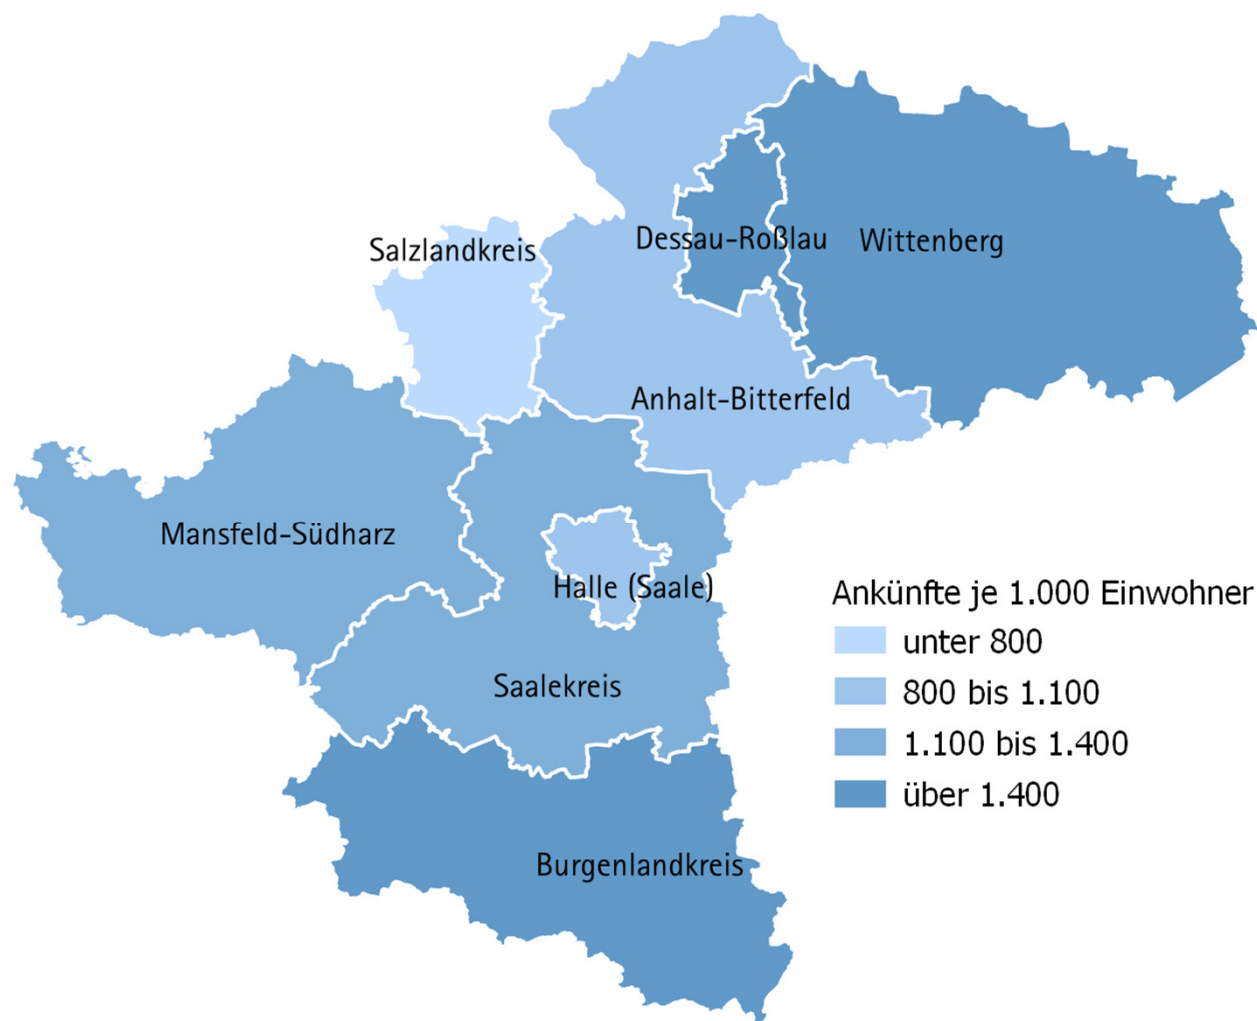 Salzlandkreis
Dessau-Roßlau
Wittenberg
Anhalt-Bitterfeld
Mansfeld-Südharz
Halle (Saale)
Saalekreis
Burgenlandkreis
Ankünfte je 1.000 Einwohner
unter 800
800 bis 1.100
1.100 bis 1.400
über 1.400